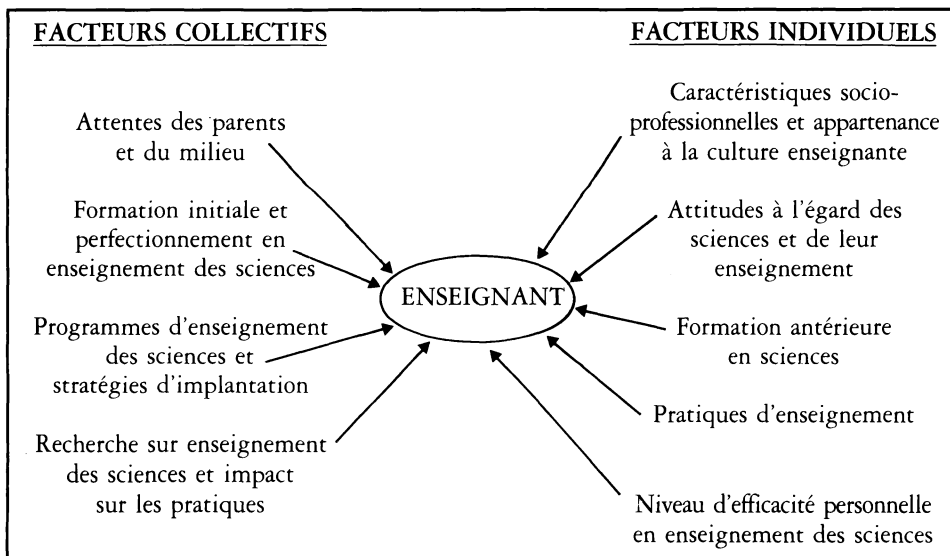 FACTEURS COLLECTIFS
Attentes des parents
et du milieu
Formation initiale et
perfectionnement en
enseignement des sciences
Programmes d'enseignement
des sciences et
stratégies d'implantation
Recherche sur enseignement
des sciences et impact
sur les pratiques
ENSEIGNANT
FACTEURS INDIVIDUELS
Caractéristiques socio-
professionnelles et appartenance
à la culture enseignante
Attitudes à l'égard des
sciences et de leur
enseignement
Formation antérieure
en sciences
Pratiques d'enseignement
Niveau d'efficacité personnelle
en enseignement des sciences